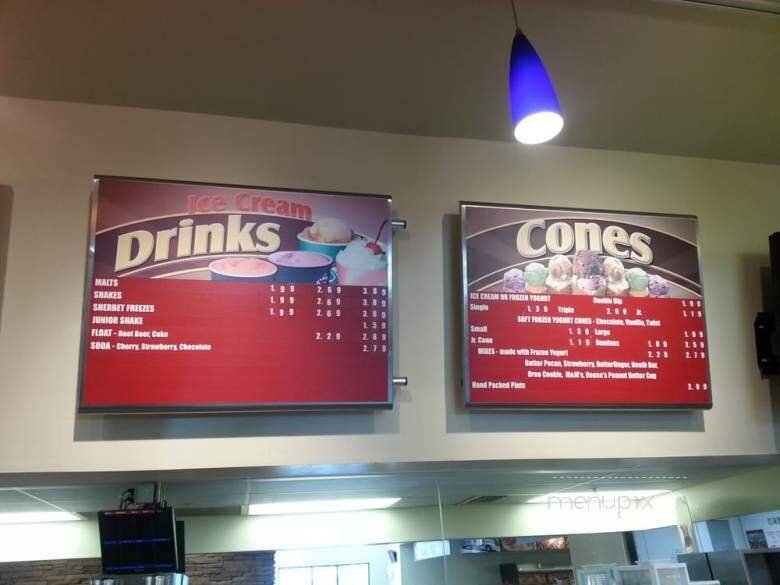 Ice Cream
Drinks
MALTS 1.99 2.69 3.09
SHAKES 1.99 2.69 3.09
SHERBET FREEZES 1.99 2.69 3.09
JUNIOR SHAKE 1.59
FLOAT - Root Beer, Coke 2.29 2.89
SODA - Cherry, Strawberry, Chocolate 2.79
Cones
ICE CREAM OR FROZEN YOGURT Double Dip 1.99
Single 1.39 Triple 2.99 Jr. 1.19
SOFT FROZEN YOGURT CONES - Chocolate, Vanilla, Twist
Small 1.39 Large 1.99
Jr. Cone 1.19 Sundaes 1.89 2.59
MIXES - made with Frozen Yogurt 2.29 2.79
Butter Pecan, Strawberry, Butterfinger, Heath Bar,
Oreo Cookie, M&M's, Reese's Peanut Butter Cup
Hand Packed Pints 2.99
menupix